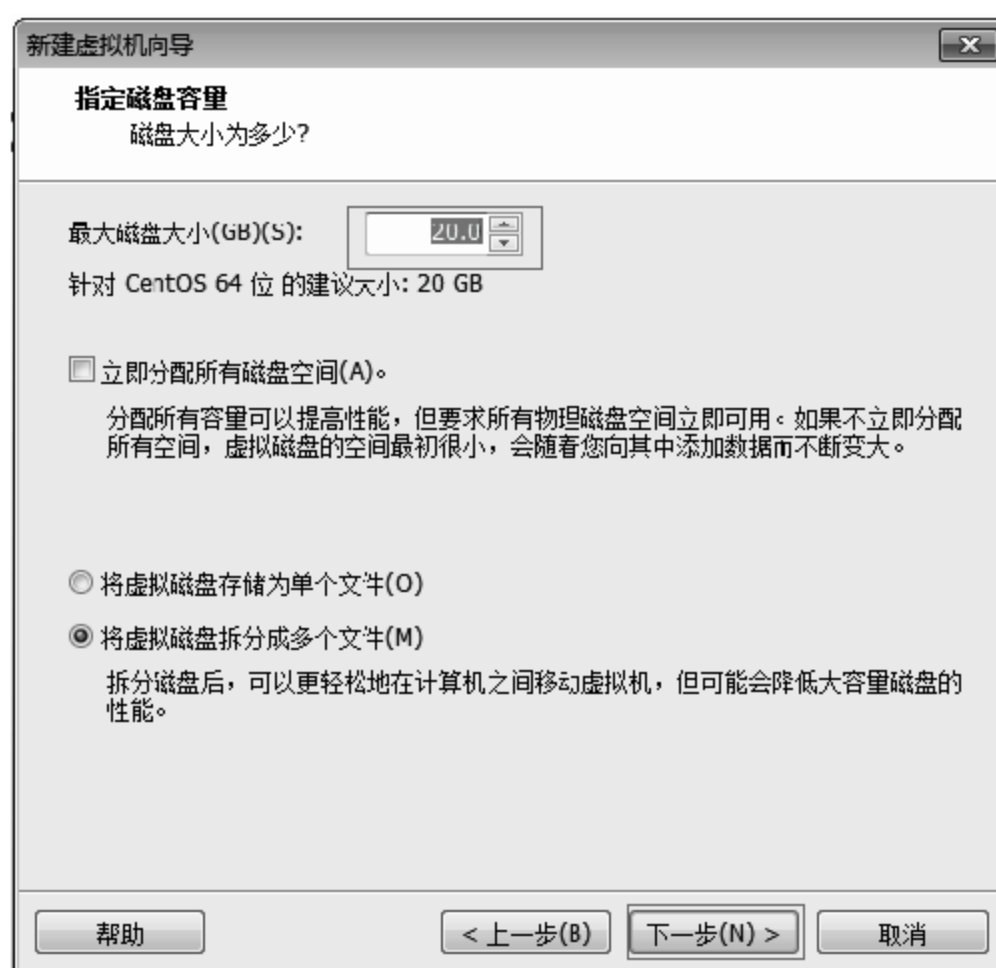 新建虚拟机向导
指定磁盘容量
磁盘大小为多少?
最大磁盘大小(GB)(S): 20.0
针对 CentOS 64 位 的建议大小: 20 GB
立即分配所有磁盘空间(A)。
分配所有容量可以提高性能，但要求所有物理磁盘空间立即可用。如果不立即分配
所有空间，虚拟磁盘的空间最初很小，会随着您向其中添加数据而不断变大。
将虚拟磁盘存储为单个文件(O)
将虚拟磁盘拆分成多个文件(M)
拆分磁盘后，可以更轻松地在计算机之间移动虚拟机，但可能会降低大容量磁盘的
性能。
帮助 < 上一步(B) 下一步(N) > 取消